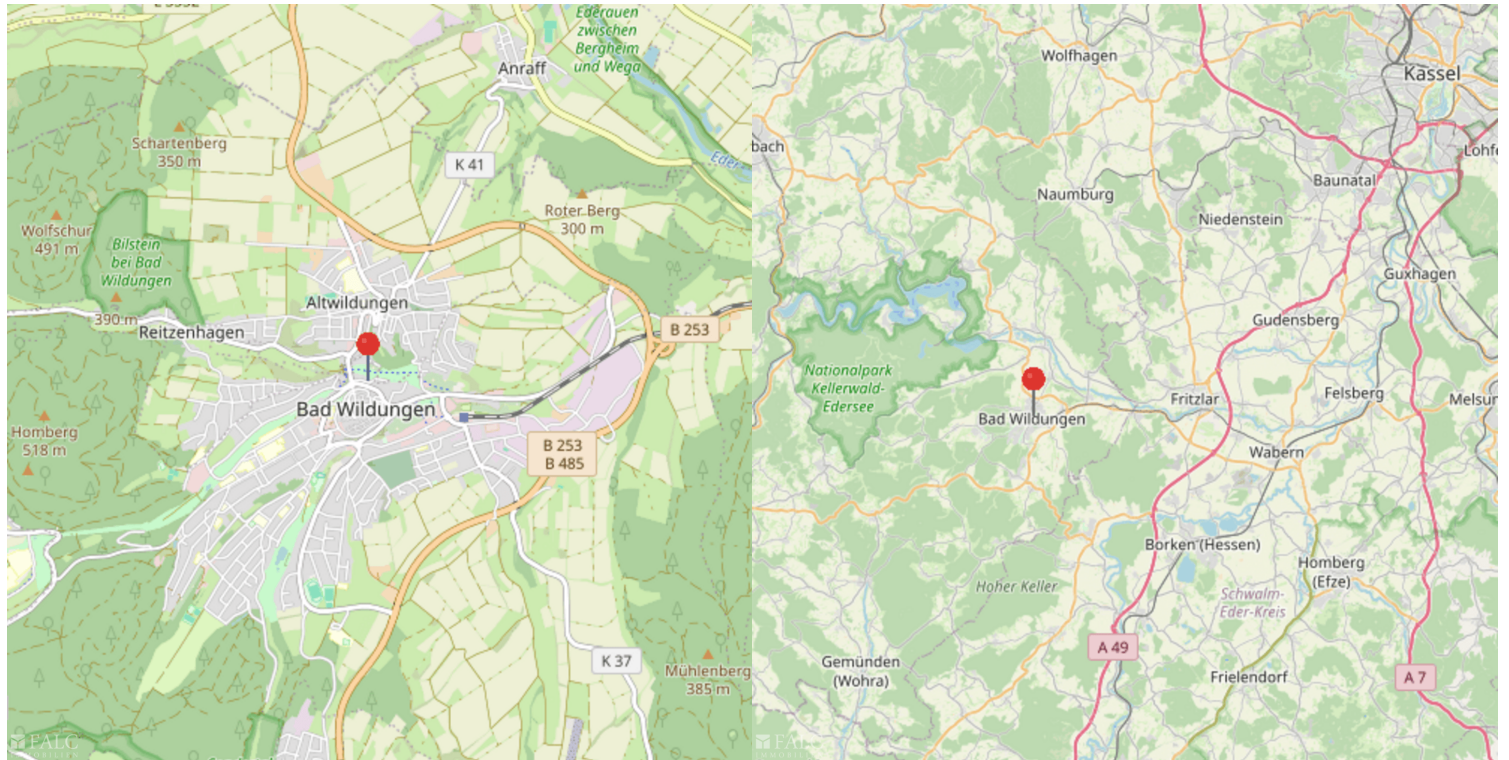 Ederauen
zwischen
Bergheim
und Wega
Anraff
Schartenberg
350 m
K 41
Eder
Roter Berg
300 m
Wolfschur
491 m
Bilstein
bei Bad
Wildungen
Altwildungen
390 m
Reitzenhagen
B 253
Bad Wildungen
Homberg
518 m
B 253
B 485
K 37
Mühlenberg
385 m
FALC
Wolfhagen
Kassel
bach
Lohfe
Baunatal
Naumburg
Niedenstein
Guxhagen
Gudensberg
Nationalpark
Kellerwald-
Edersee
Felsberg
Fritzlar
Melsun
Bad Wildungen
Wabern
Borken (Hessen)
Homberg
(Efze)
Hoher Keller
Schwalm-
Eder-Kreis
A 49
Gemünden
(Wohra)
Frielendorf
A 7